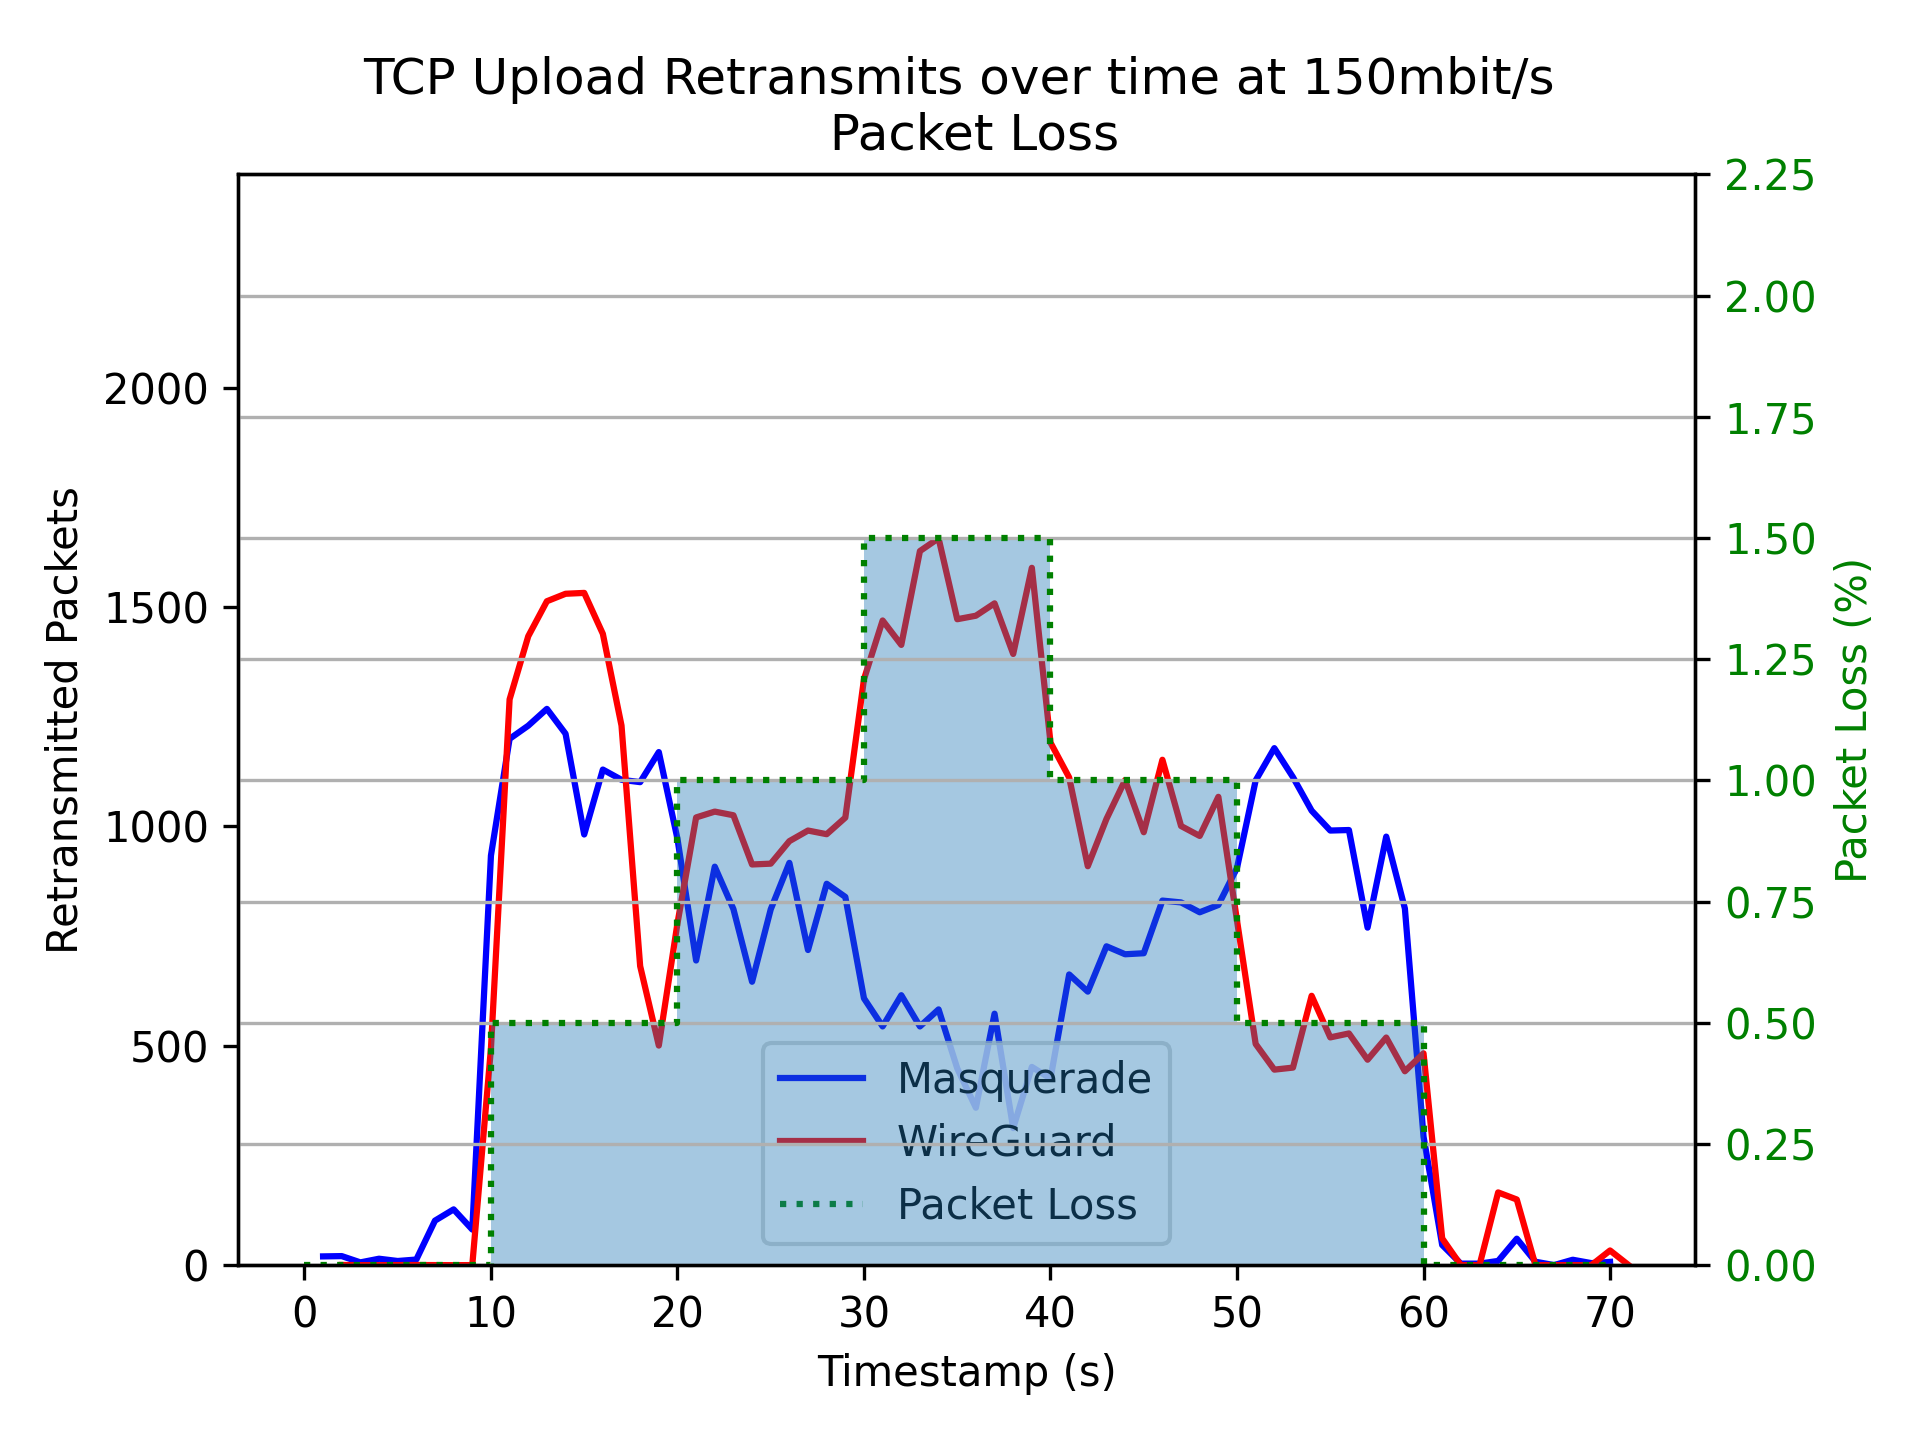 TCP Upload Retransmits over time at 150mbit/s
Packet Loss
Retransmitted Packets
2000
1500
1000
500
0
2.25
2.00
1.75
1.50
1.25
1.00
0.75
0.50
0.25
0.00
Packet Loss (%)
Masquerade
WireGuard
Packet Loss
0 10 20 30 40 50 60 70
Timestamp (s)